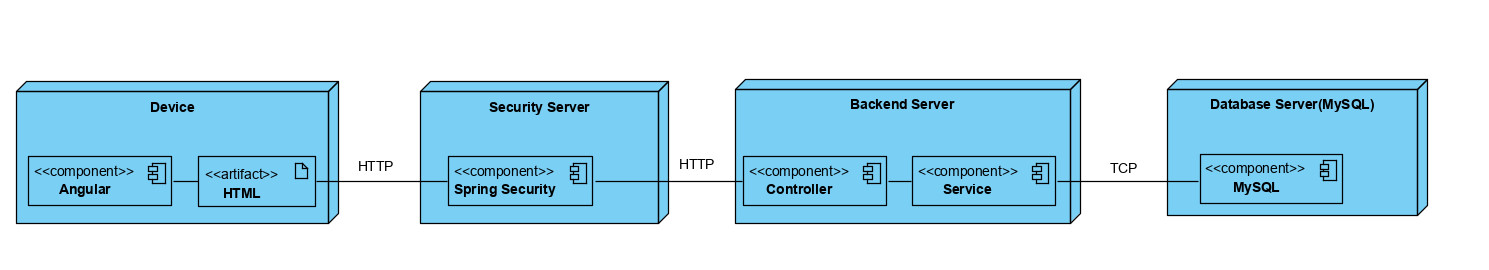 Device
<<component>>
Angular
<<artifact>>
HTML
HTTP
Security Server
<<component>>
Spring Security
HTTP
Backend Server
<<component>>
Controller
<<component>>
Service
TCP
Database Server(MySQL)
<<component>>
MySQL